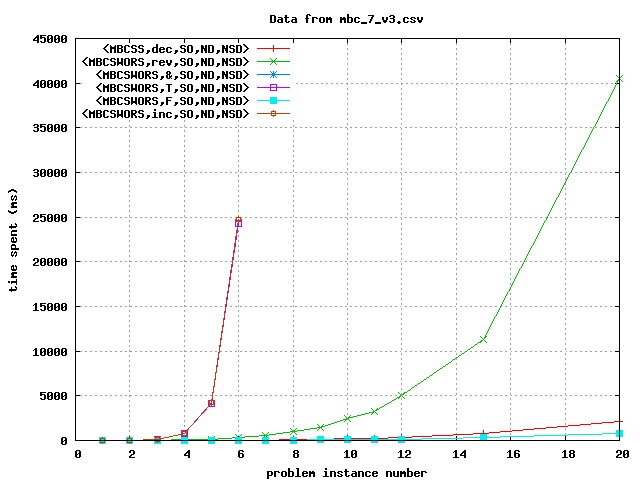 Data from mbc_7_v3.csv
45000
40000
35000
30000
25000
20000
15000
10000
5000
0
time spent (ms)
<MBCSS,dec,SO,ND,NSD>
<MBCSWORS,rev,SO,ND,NSD>
<MBCSWORS,8,SO,ND,NSD>
<MBCSWORS,T,SO,ND,NSD>
<MBCSWORS,F,SO,ND,NSD>
<MBCSWORS,inc,SO,ND,NSD>
0 2 4 6 8 10 12 14 16 18 20
problem instance number